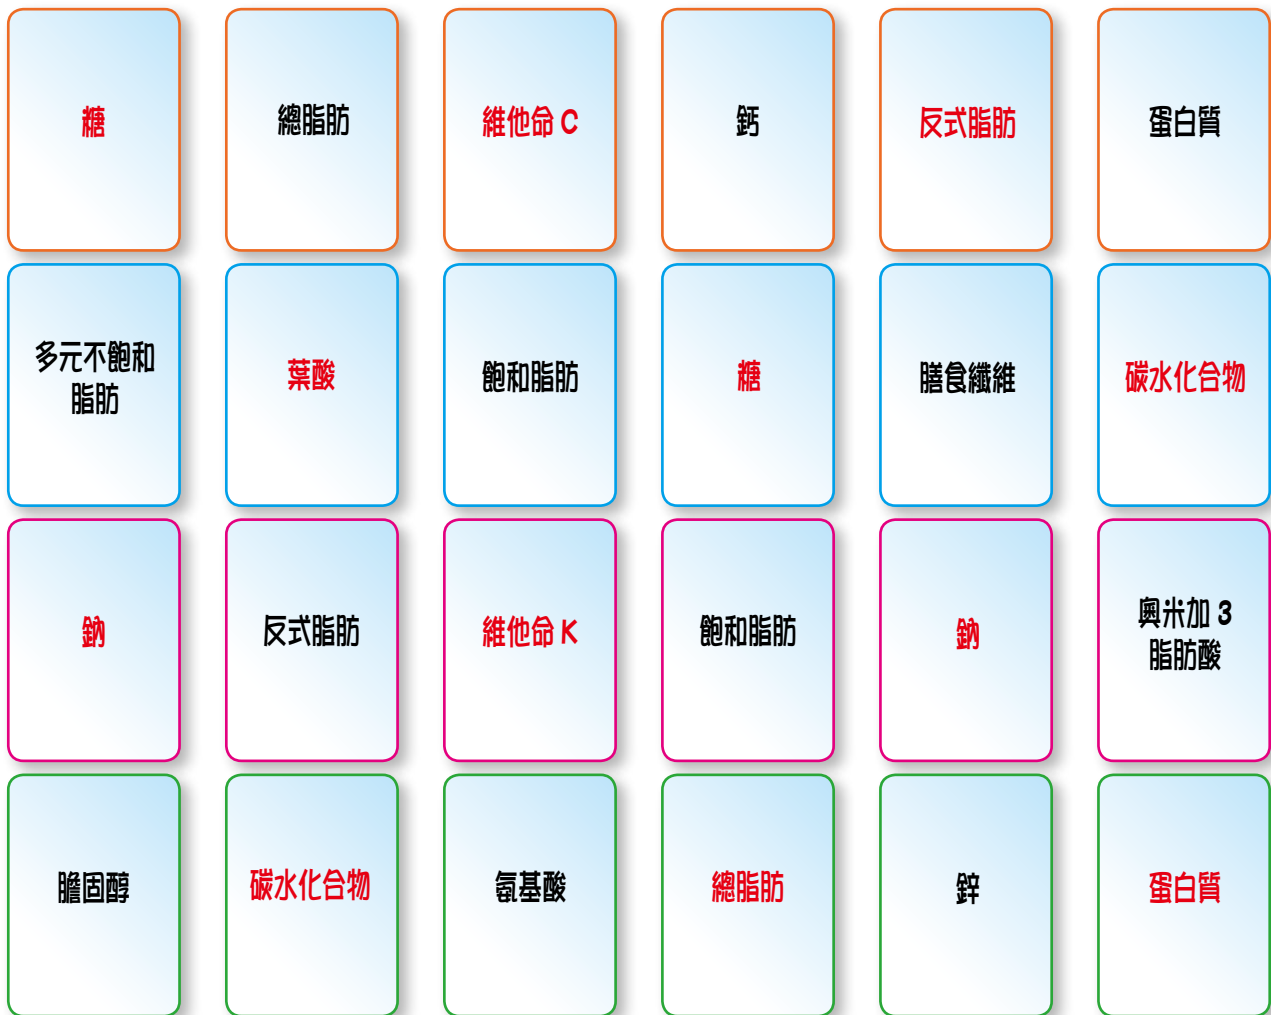 糖
總脂肪
維他命 C
鈣
反式脂肪
蛋白質
多元不飽和
脂肪
葉酸
飽和脂肪
糖
膳食纖維
碳水化合物
鈉
反式脂肪
維他命 K
飽和脂肪
鈉
奧米加 3
脂肪酸
膽固醇
碳水化合物
氨基酸
總脂肪
鋅
蛋白質